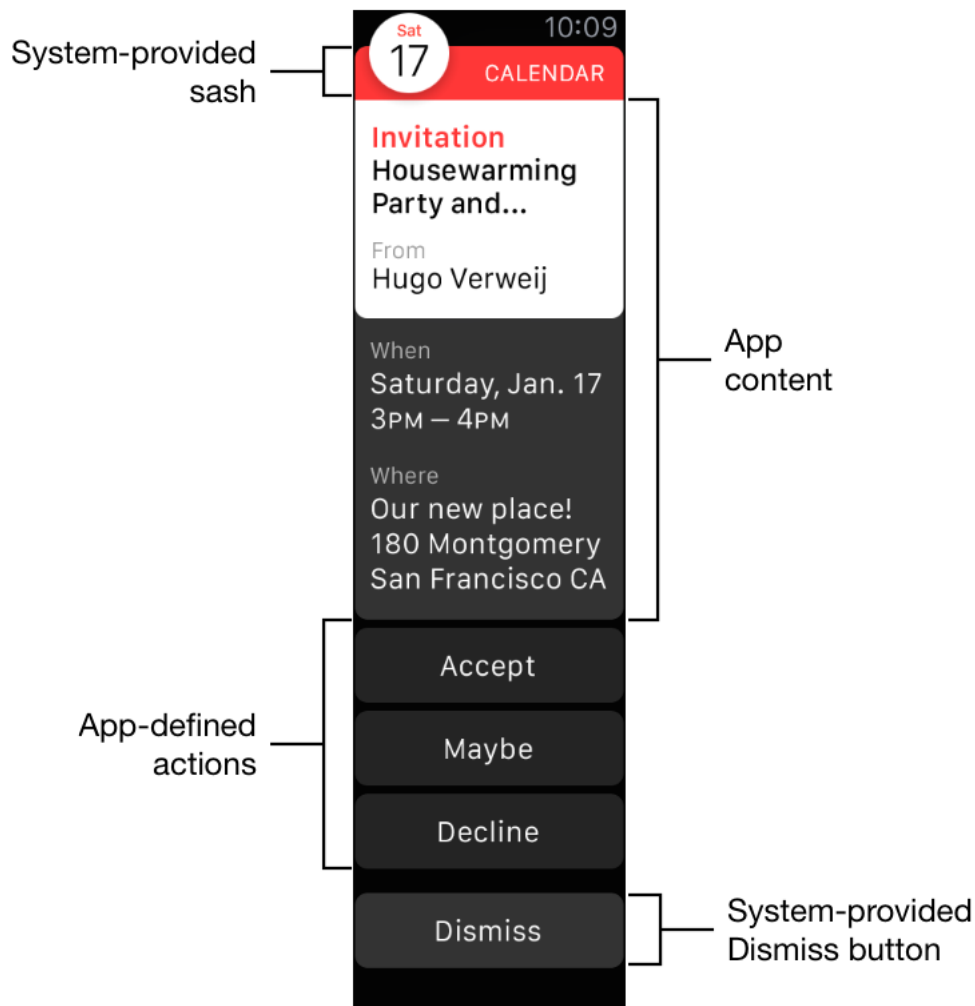 10:09
Sat
17
CALENDAR
System-provided
sash
Invitation
Housewarming
Party and...
From
Hugo Verweij
When
Saturday, Jan. 17
3PM – 4PM
Where
Our new place!
180 Montgomery
San Francisco CA
App
content
Accept
Maybe
Decline
App-defined
actions
Dismiss
System-provided
Dismiss button